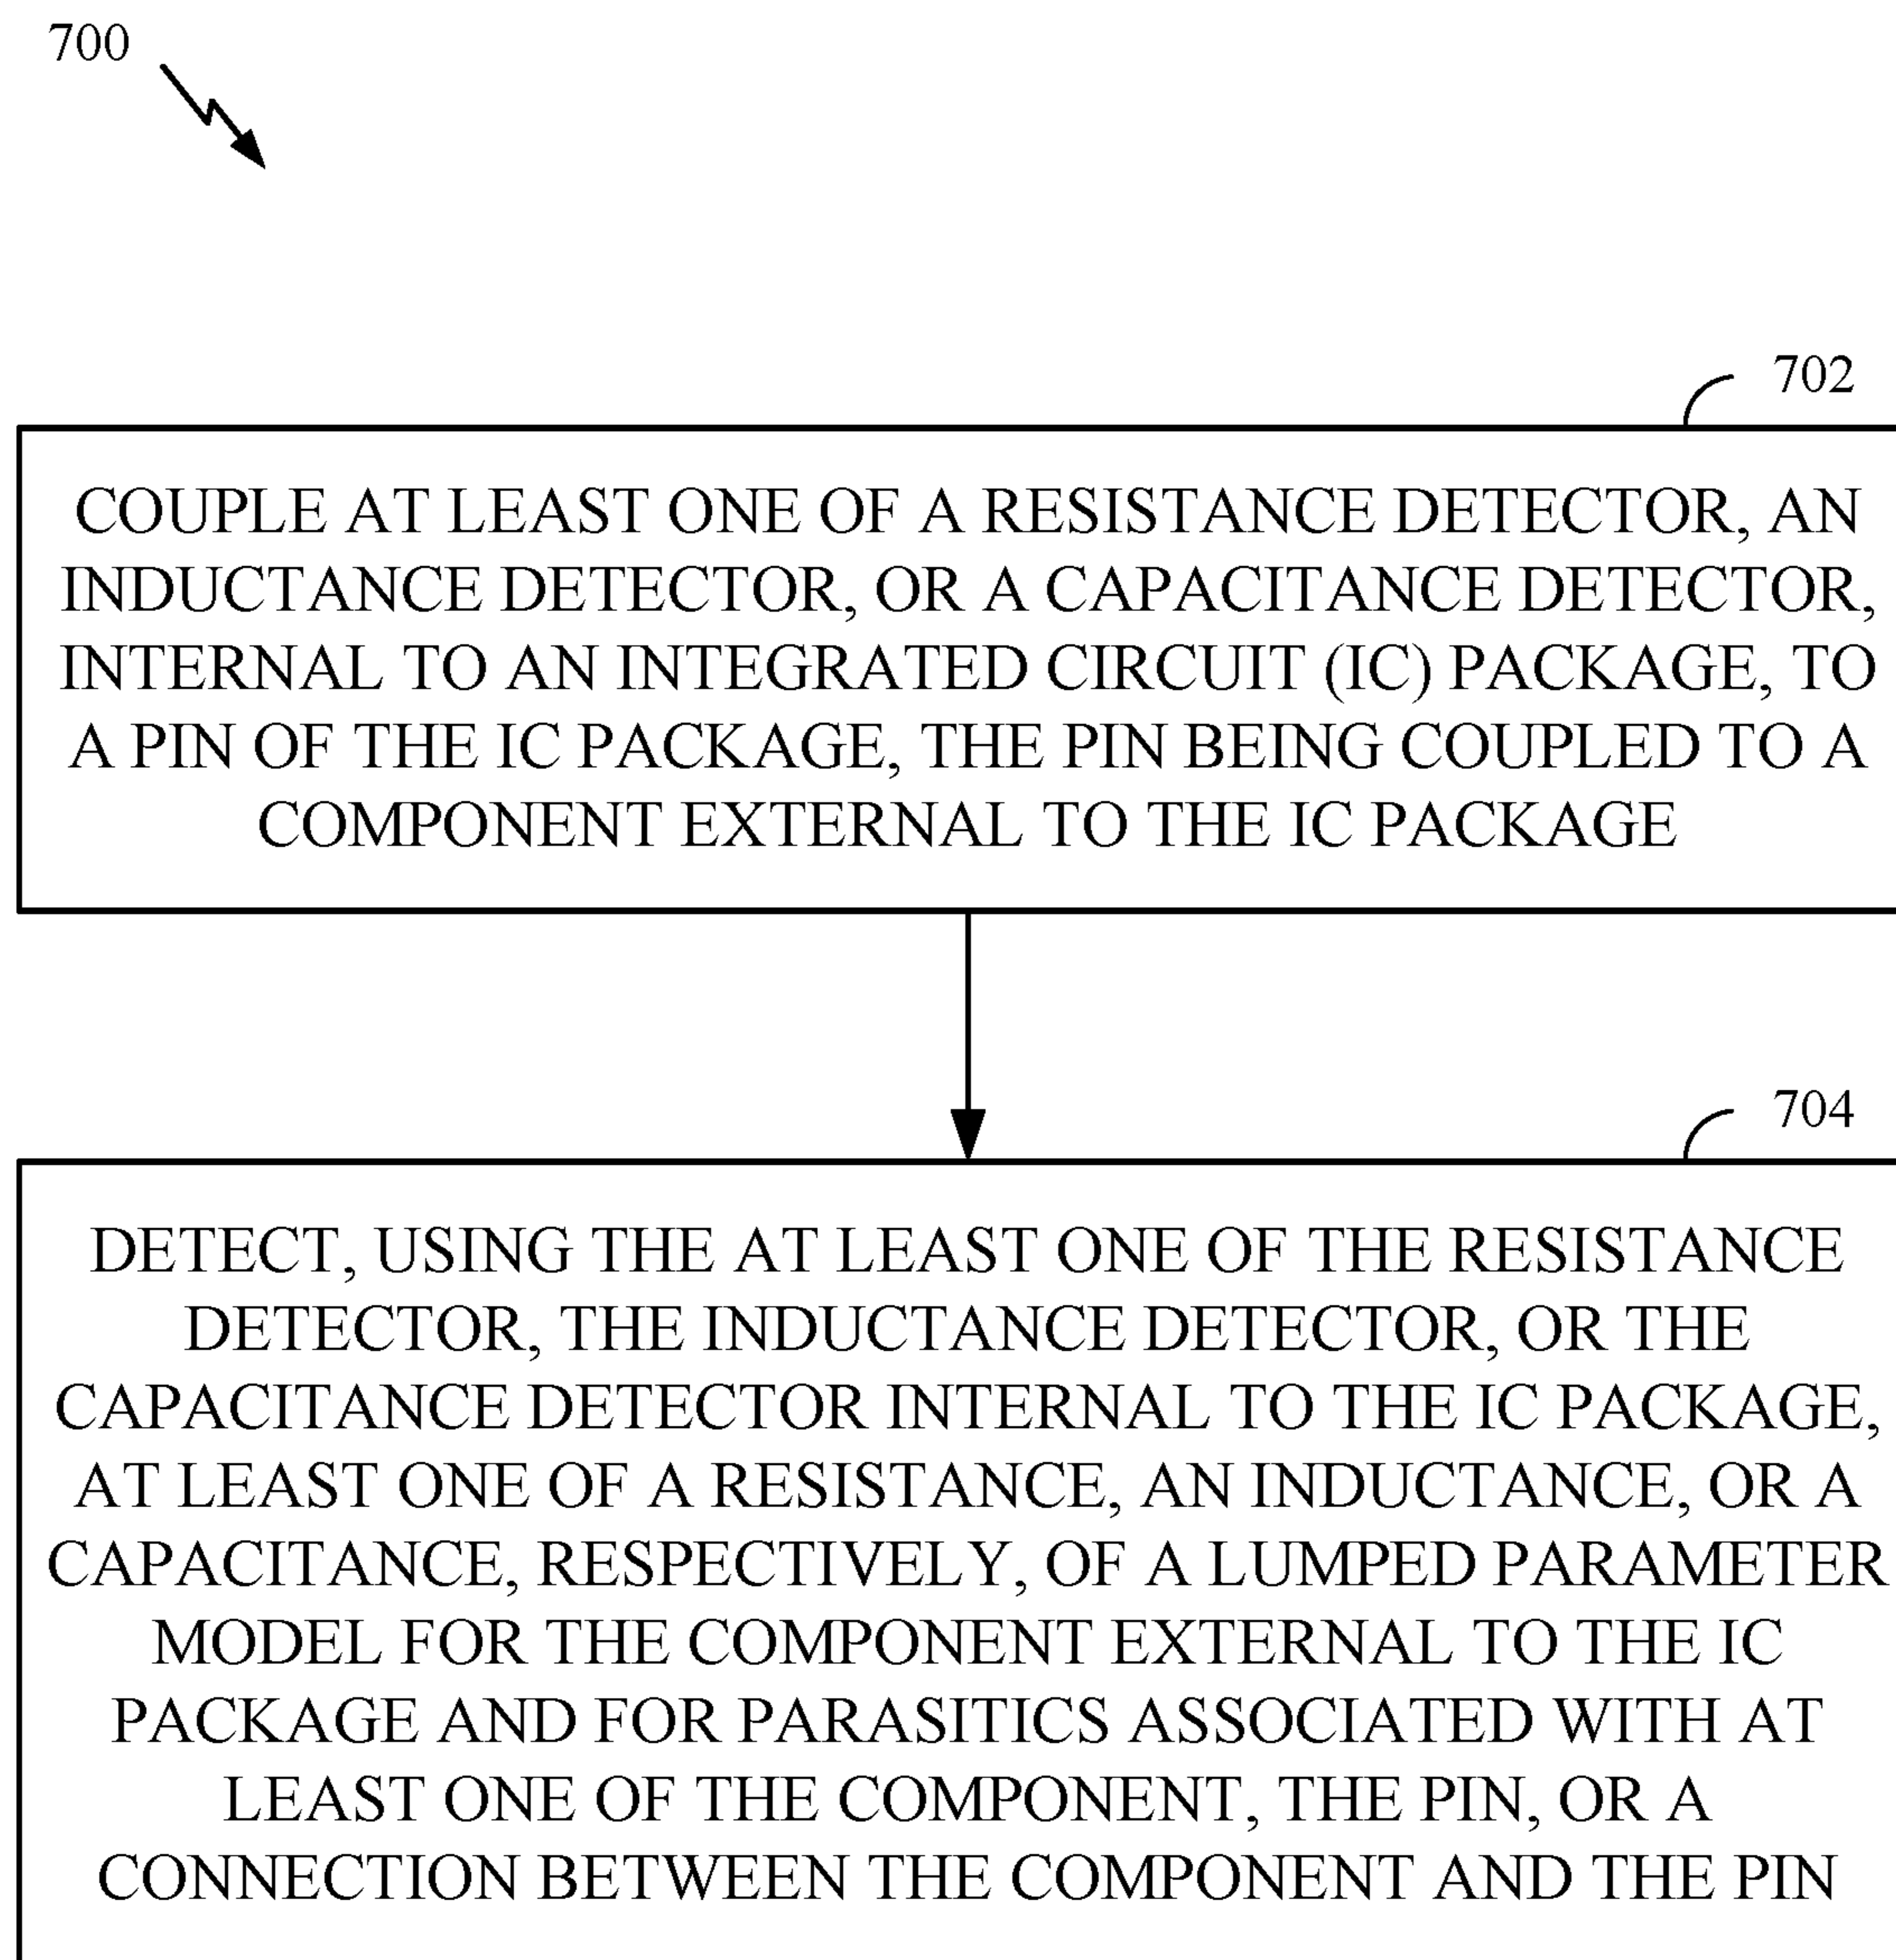 700
702
COUPLE AT LEAST ONE OF A RESISTANCE DETECTOR, AN
INDUCTANCE DETECTOR, OR A CAPACITANCE DETECTOR,
INTERNAL TO AN INTEGRATED CIRCUIT (IC) PACKAGE, TO
A PIN OF THE IC PACKAGE, THE PIN BEING COUPLED TO A
COMPONENT EXTERNAL TO THE IC PACKAGE
704
DETECT, USING THE AT LEAST ONE OF THE RESISTANCE
DETECTOR, THE INDUCTANCE DETECTOR, OR THE
CAPACITANCE DETECTOR INTERNAL TO THE IC PACKAGE,
AT LEAST ONE OF A RESISTANCE, AN INDUCTANCE, OR A
CAPACITANCE, RESPECTIVELY, OF A LUMPED PARAMETER
MODEL FOR THE COMPONENT EXTERNAL TO THE IC
PACKAGE AND FOR PARASITICS ASSOCIATED WITH AT
LEAST ONE OF THE COMPONENT, THE PIN, OR A
CONNECTION BETWEEN THE COMPONENT AND THE PIN